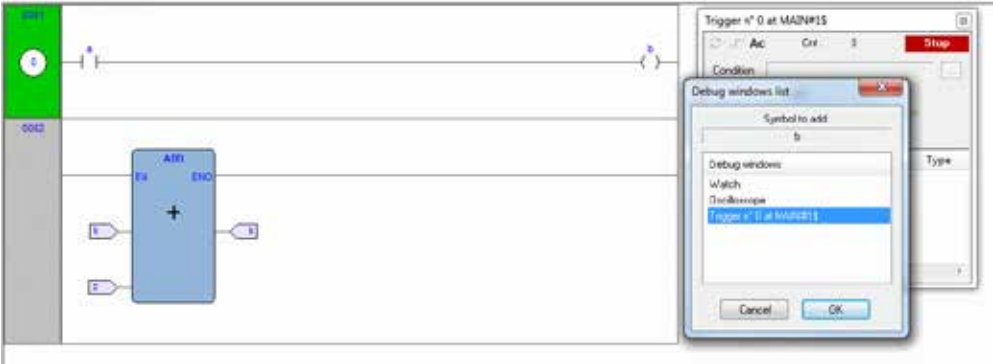 0001
a
b
0002
ADD
EN ENO
+
Trigger n° 0 at MAIN#1$
Ac Cnt 0 Stop
Condition
Type
Debug windows list
Symbol to add
b
Debug windows
Watch
Oscilloscope
Trigger n° 0 at MAIN#1$
Cancel OK